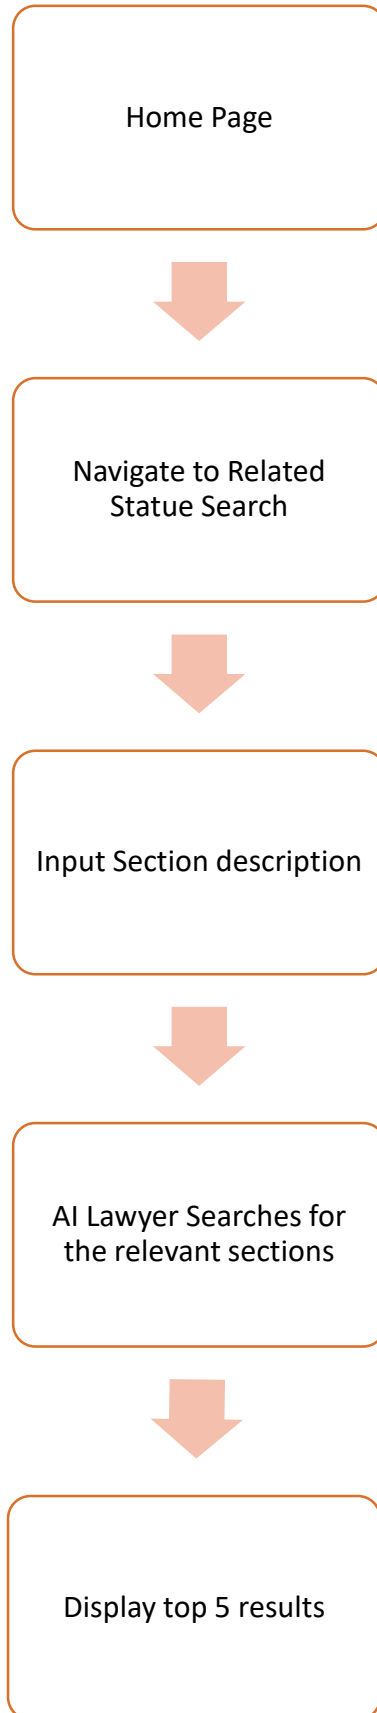 Home Page
Navigate to Related
Statue Search
Input Section description
AI Lawyer Searches for
the relevant sections
Display top 5 results